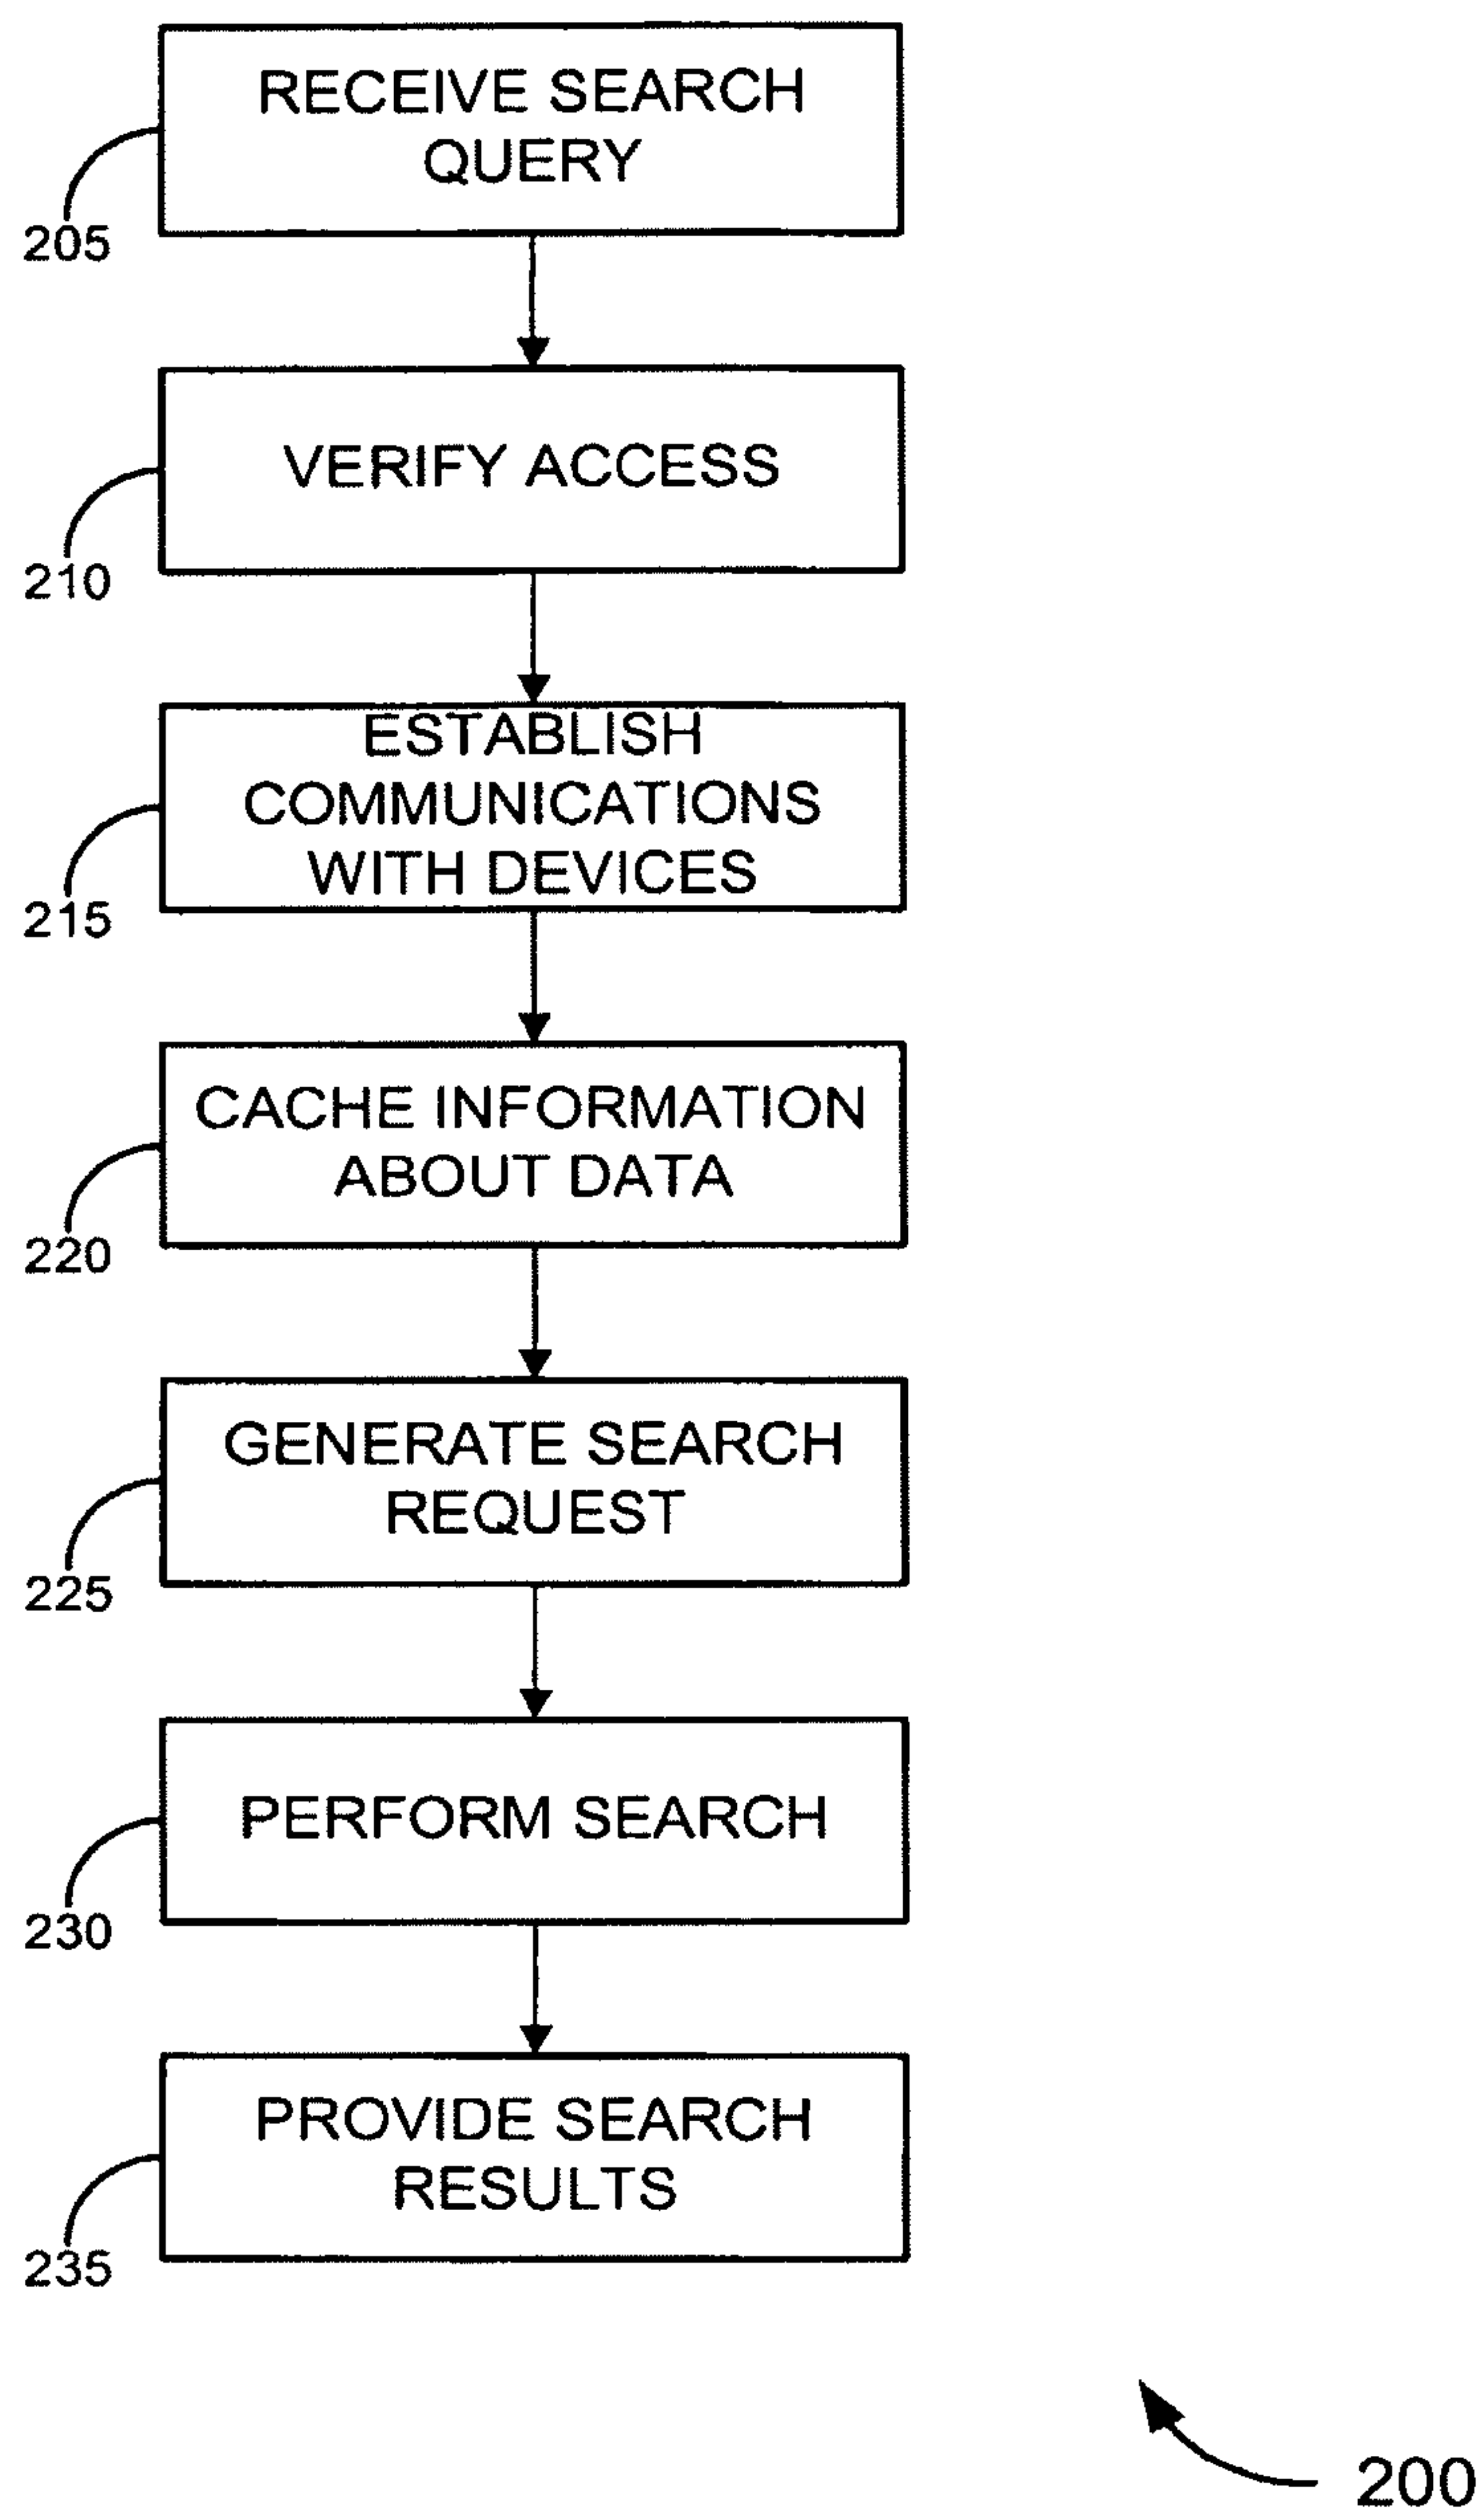 RECEIVE SEARCH
QUERY
205
VERIFY ACCESS
210
ESTABLISH
COMMUNICATIONS
WITH DEVICES
215
CACHE INFORMATION
ABOUT DATA
220
GENERATE SEARCH
REQUEST
225
PERFORM SEARCH
230
PROVIDE SEARCH
RESULTS
235
200